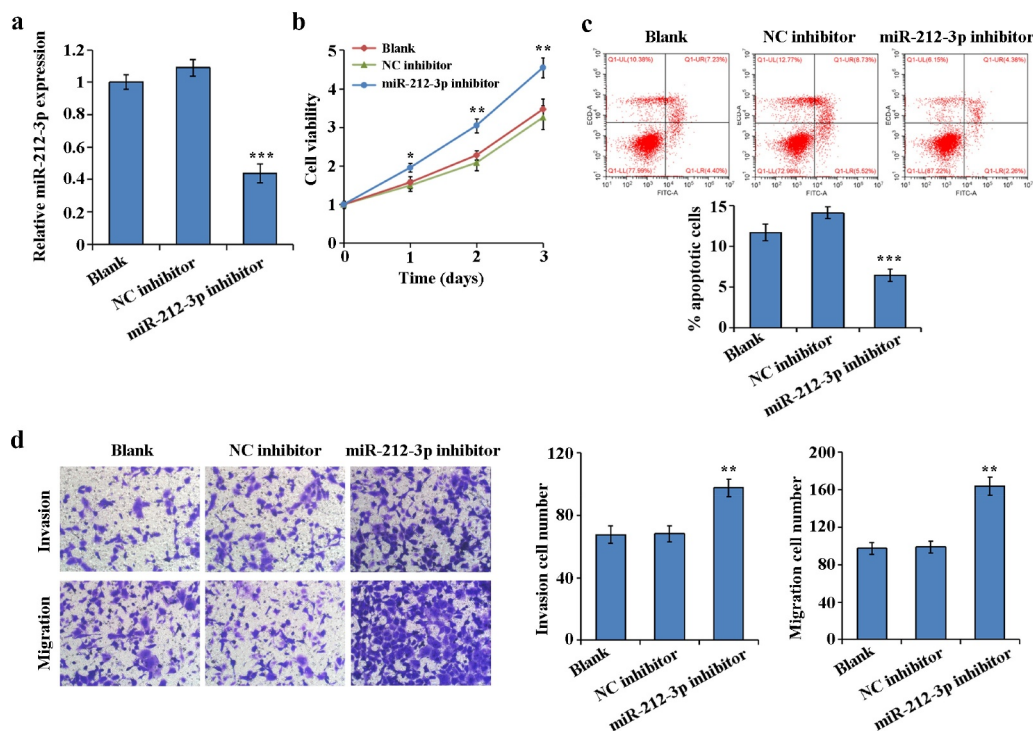 a
Relative miR-212-3p expression
1.2
1
0.8
0.6
0.4
0.2
0
***
Blank
NC inhibitor
miR-212-3p inhibitor
b
Blank
NC inhibitor
miR-212-3p inhibitor
Cell viability
5
4
3
2
1
0
*
**
**
0 1 2 3
Time (days)
c
Blank NC inhibitor miR-212-3p inhibitor
Q1-UL(10.38%) Q1-UR(7.23%)
Q1-LL(77.99%) Q1-LR(4.40%)
ECD-A
FITC-A
Q1-UL(12.77%) Q1-UR(8.73%)
Q1-LL(72.98%) Q1-LR(5.52%)
ECD-A
FITC-A
Q1-UL(6.15%) Q1-UR(4.36%)
Q1-LL(87.22%) Q1-LR(2.26%)
ECD-A
FITC-A
% apoptotic cells
15
10
5
0
***
Blank
NC inhibitor
miR-212-3p inhibitor
d
Blank NC inhibitor miR-212-3p inhibitor
Invasion
Migration
Invasion cell number
120
80
40
0
**
Blank
NC inhibitor
miR-212-3p inhibitor
Migration cell number
200
160
120
80
40
0
**
Blank
NC inhibitor
miR-212-3p inhibitor